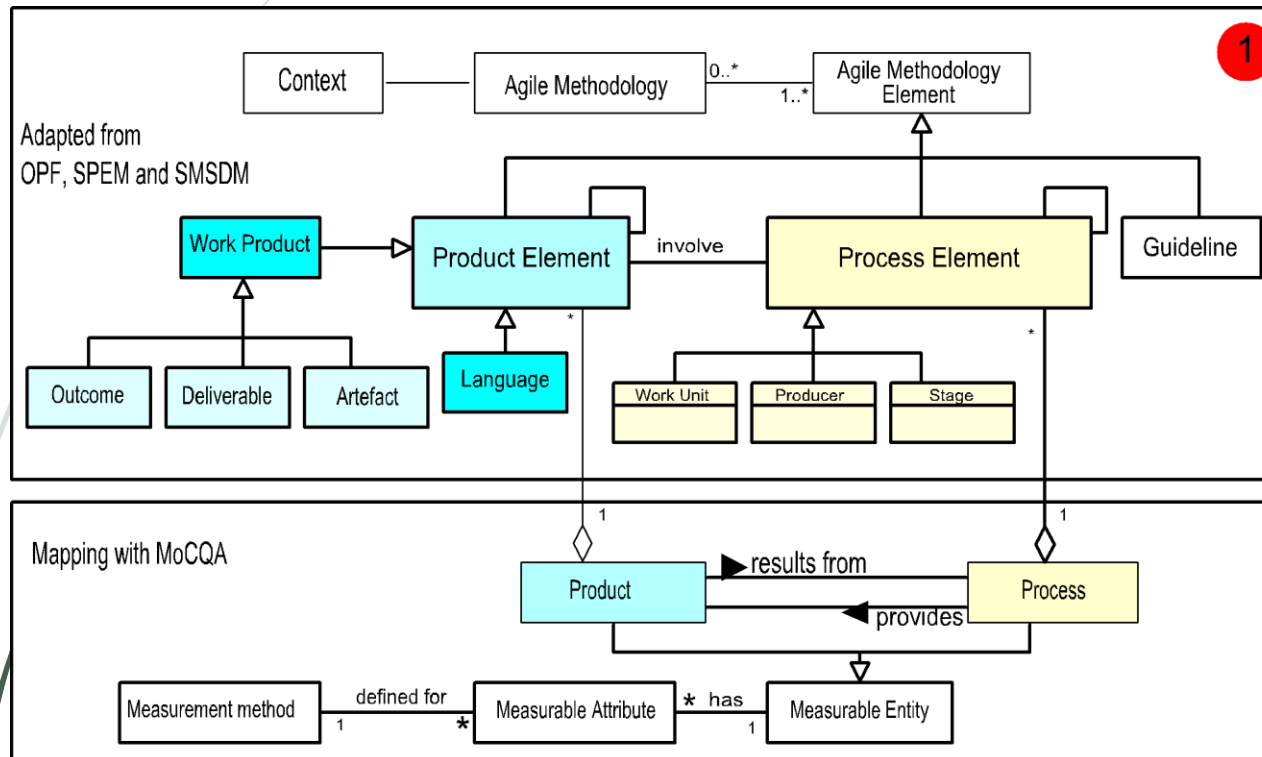 1
Context
Agile Methodology
0..*
1..*
Agile Methodology
Element
Adapted from
OPF, SPEM and SMSDM
Work Product
Product Element
involve
Process Element
Guideline
*
*
Outcome
Deliverable
Artefact
Language
Work Unit
Producer
Stage
1
1
Mapping with MoCQA
Product
results from
provides
Process
Measurement method
defined for
1
*
Measurable Attribute
* has
1
Measurable Entity